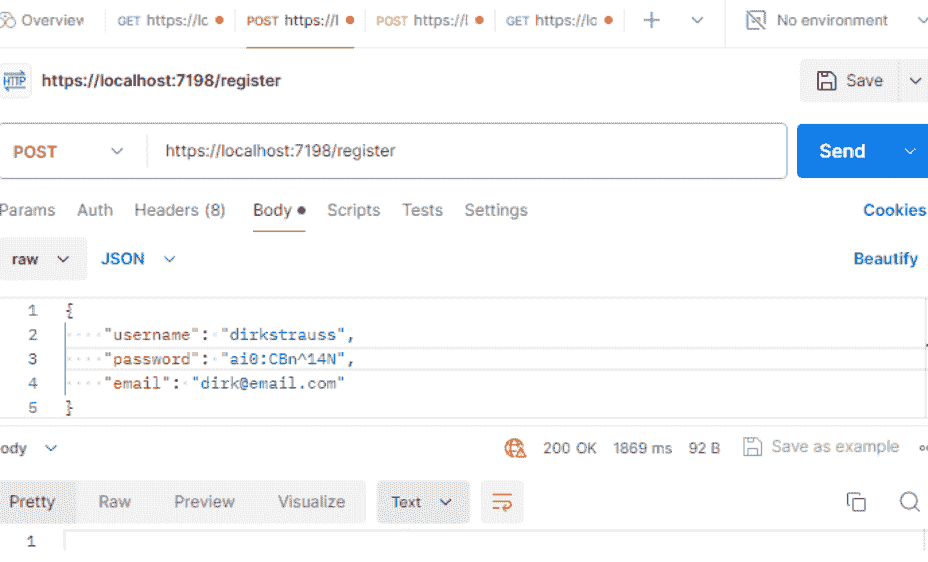 Overview GET https://lo POST https://l POST https://l GET https://lo No environment
HTTP https://localhost:7198/register Save
POST https://localhost:7198/register Send
Params Auth Headers (8) Body Scripts Tests Settings Cookies
raw JSON Beautify
1 {
2 "username": "dirkstrauss",
3 "password": "ai0:CBn^14N",
4 "email": "dirk@email.com"
5 }
ody 200 OK 1869 ms 92 B Save as example
Pretty Raw Preview Visualize Text
1